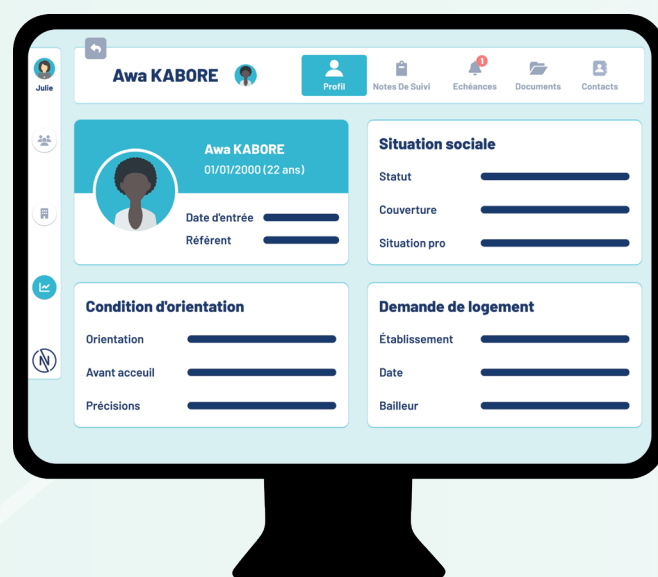 Julie
Awa KABORE
Profil
Notes De Suivi
1
Echéances
Documents
Contacts
Awa KABORE
01/01/2000 (22 ans)
Date d'entrée
Référent
Situation sociale
Statut
Couverture
Situation pro
Condition d'orientation
Orientation
Avant acceuil
Précisions
Demande de logement
Établissement
Date
Bailleur
N